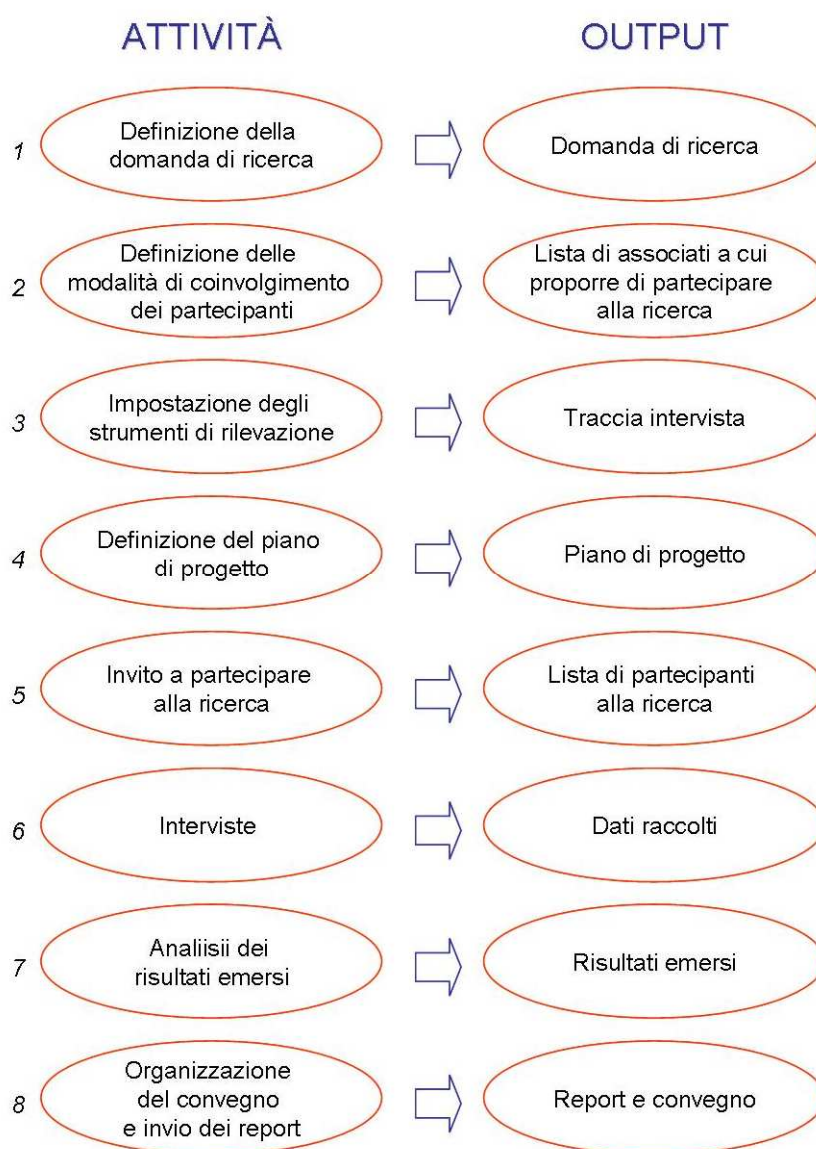 ATTIVITÀ OUTPUT
1
Definizione della
domanda di ricerca
Domanda di ricerca
2
Definizione delle
modalità di coinvolgimento
dei partecipanti
Lista di associati a cui
proporre di partecipare
alla ricerca
3
Impostazione degli
strumenti di rilevazione
Traccia intervista
4
Definizione del piano
di progetto
Piano di progetto
5
Invito a partecipare
alla ricerca
Lista di partecipanti
alla ricerca
6
Interviste
Dati raccolti
7
Analiisii dei
risultati emersi
Risultati emersi
8
Organizzazione
del convegno
e invio dei report
Report e convegno